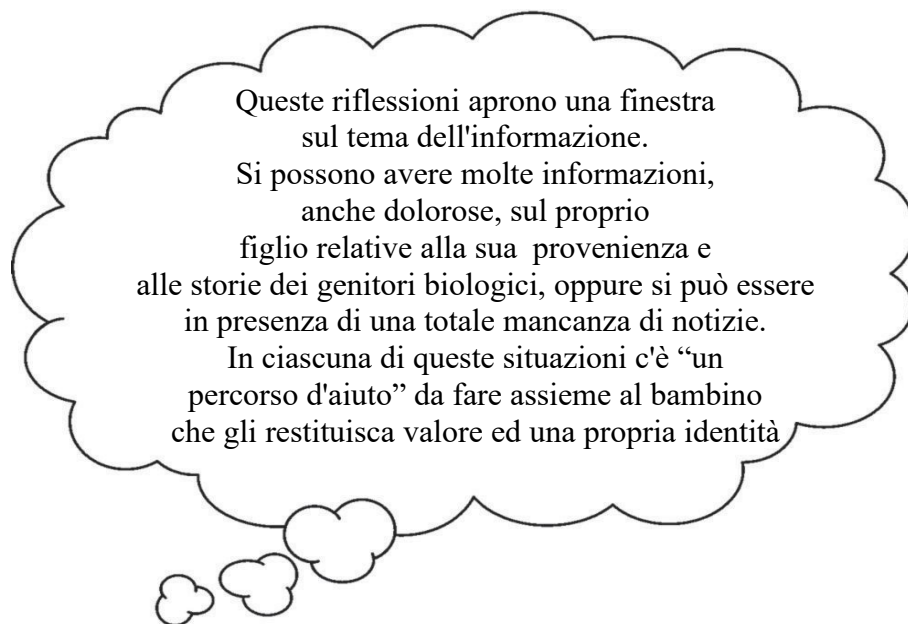 Queste riflessioni aprono una finestra
sul tema dell'informazione.
Si possono avere molte informazioni,
anche dolorose, sul proprio
figlio relative alla sua  provenienza e
alle storie dei genitori biologici, oppure si può essere
in presenza di una totale mancanza di notizie.
In ciascuna di queste situazioni c'è “un
percorso d'aiuto” da fare assieme al bambino
che gli restituisca valore ed una propria identità